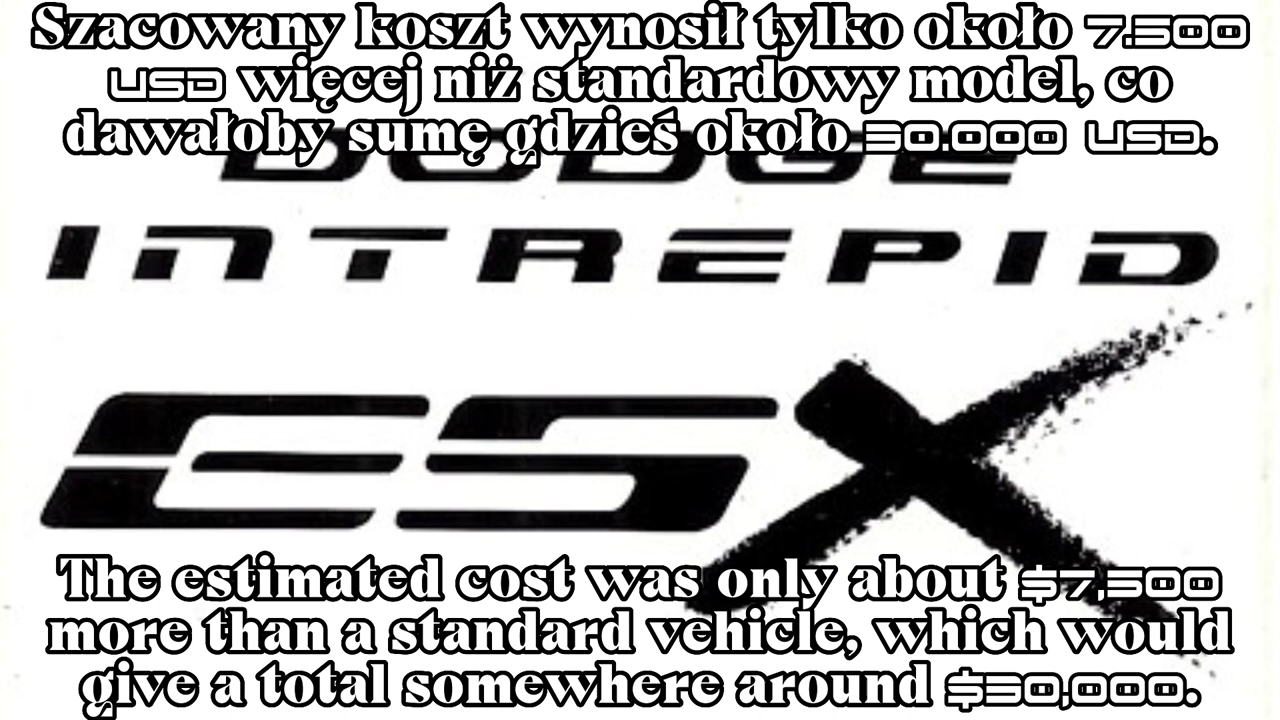 Szacowany koszt wynosił tylko około 7.500
USD więcej niż standardowy model, co
dawałoby sumę gdzieś około 30.000 USD.
DODGE
INTREPID
ESX
The estimated cost was only about $7,500
more than a standard vehicle, which would
give a total somewhere around $30,000.